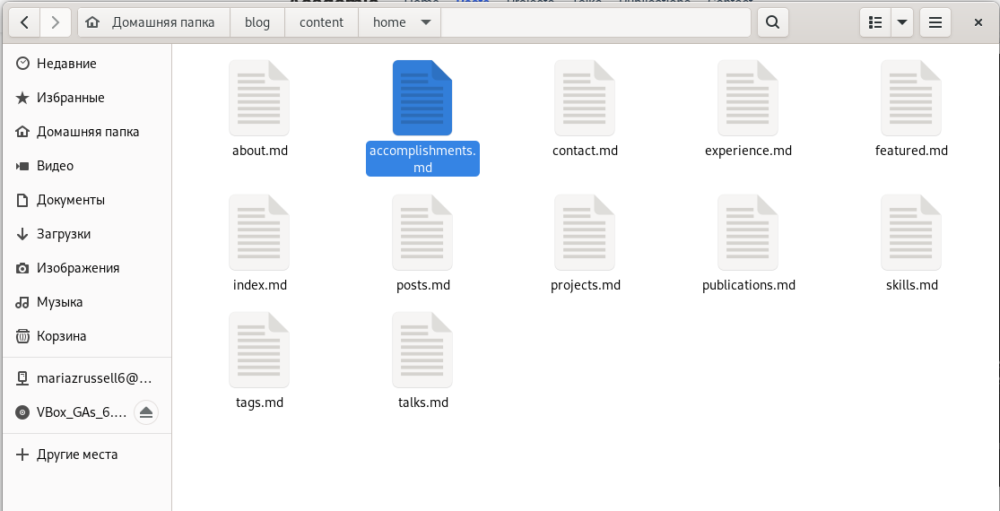 Домашняя папка
blog
content
home
Недавние
Избранные
Домашняя папка
Видео
Документы
Загрузки
Изображения
Музыка
Корзина
mariazrussell6@...
VBox_GAs_6....
Другие места
about.md
accomplishments.
md
contact.md
experience.md
featured.md
index.md
posts.md
projects.md
publications.md
skills.md
tags.md
talks.md